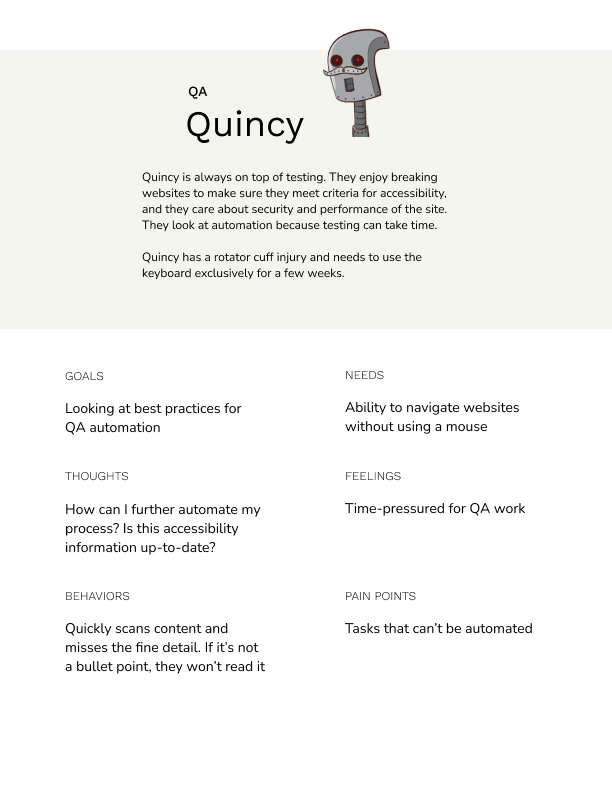 QA
Quincy
Quincy is always on top of testing. They enjoy breaking
websites to make sure they meet criteria for accessibility,
and they care about security and performance of the site.
They look at automation because testing can take time.
Quincy has a rotator cuff injury and needs to use the
keyboard exclusively for a few weeks.
GOALS
Looking at best practices for
QA automation
NEEDS
Ability to navigate websites
without using a mouse
THOUGHTS
How can I further automate my
process? Is this accessibility
information up-to-date?
FEELINGS
Time-pressured for QA work
BEHAVIORS
Quickly scans content and
misses the fine detail. If it’s not
a bullet point, they won’t read it
PAIN POINTS
Tasks that can’t be automated